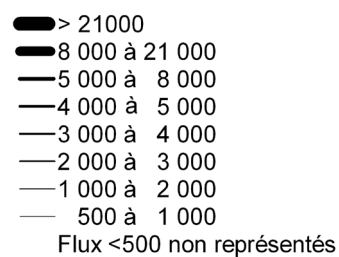 > 21000
8 000 à 21 000
5 000 à 8 000
4 000 à 5 000
3 000 à 4 000
2 000 à 3 000
1 000 à 2 000
500 à 1 000
Flux <500 non représentés